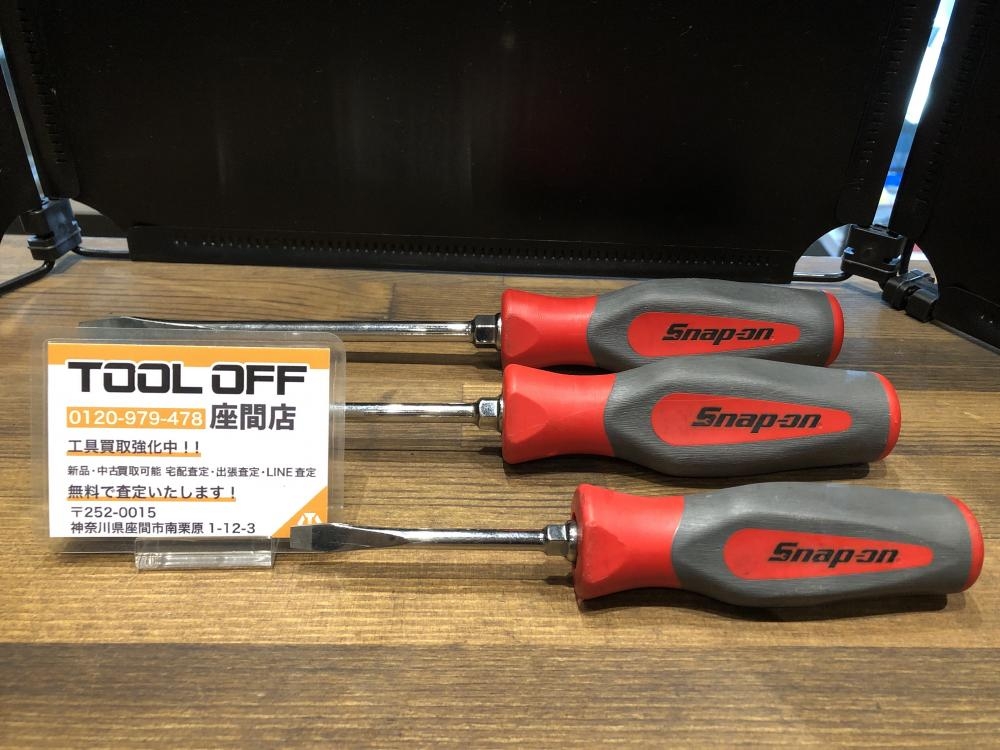 TOOL OFF
0120-979-478 座間店
工具買取強化中!!
新品・中古買取可能 宅配査定・出張査定・LINE査定
無料で査定いたします!
〒252-0015
神奈川県座間市南栗原 1-12-3
Snap-on
Snap-on
Snap-on